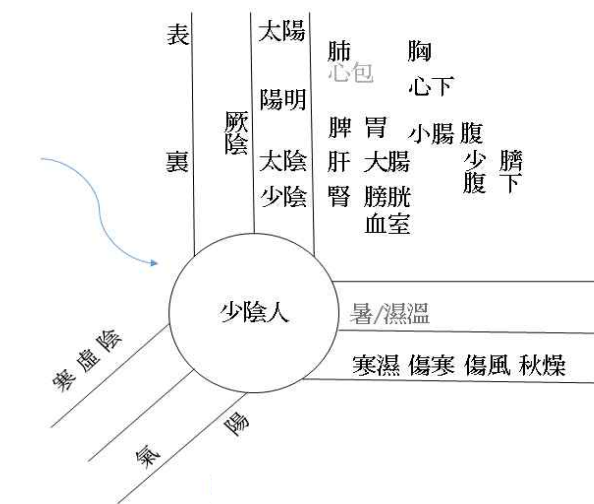 表
裏
厥陰
太陽
陽明
太陰
少陰
肺
心包
胸
心下
脾 胃
小腸 腹
肝 大腸
少腹
臍下
腎 膀胱
血室
少陰人
暑/濕溫
寒濕 傷寒 傷風 秋燥
寒 虛 陰
氣 陽